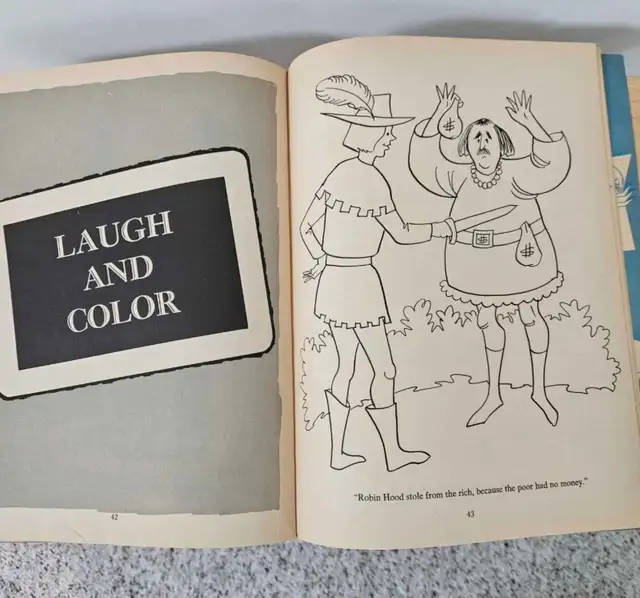 LAUGH
AND
COLOR
42
$
$
$
"Robin Hood stole from the rich, because the poor had no money."
43